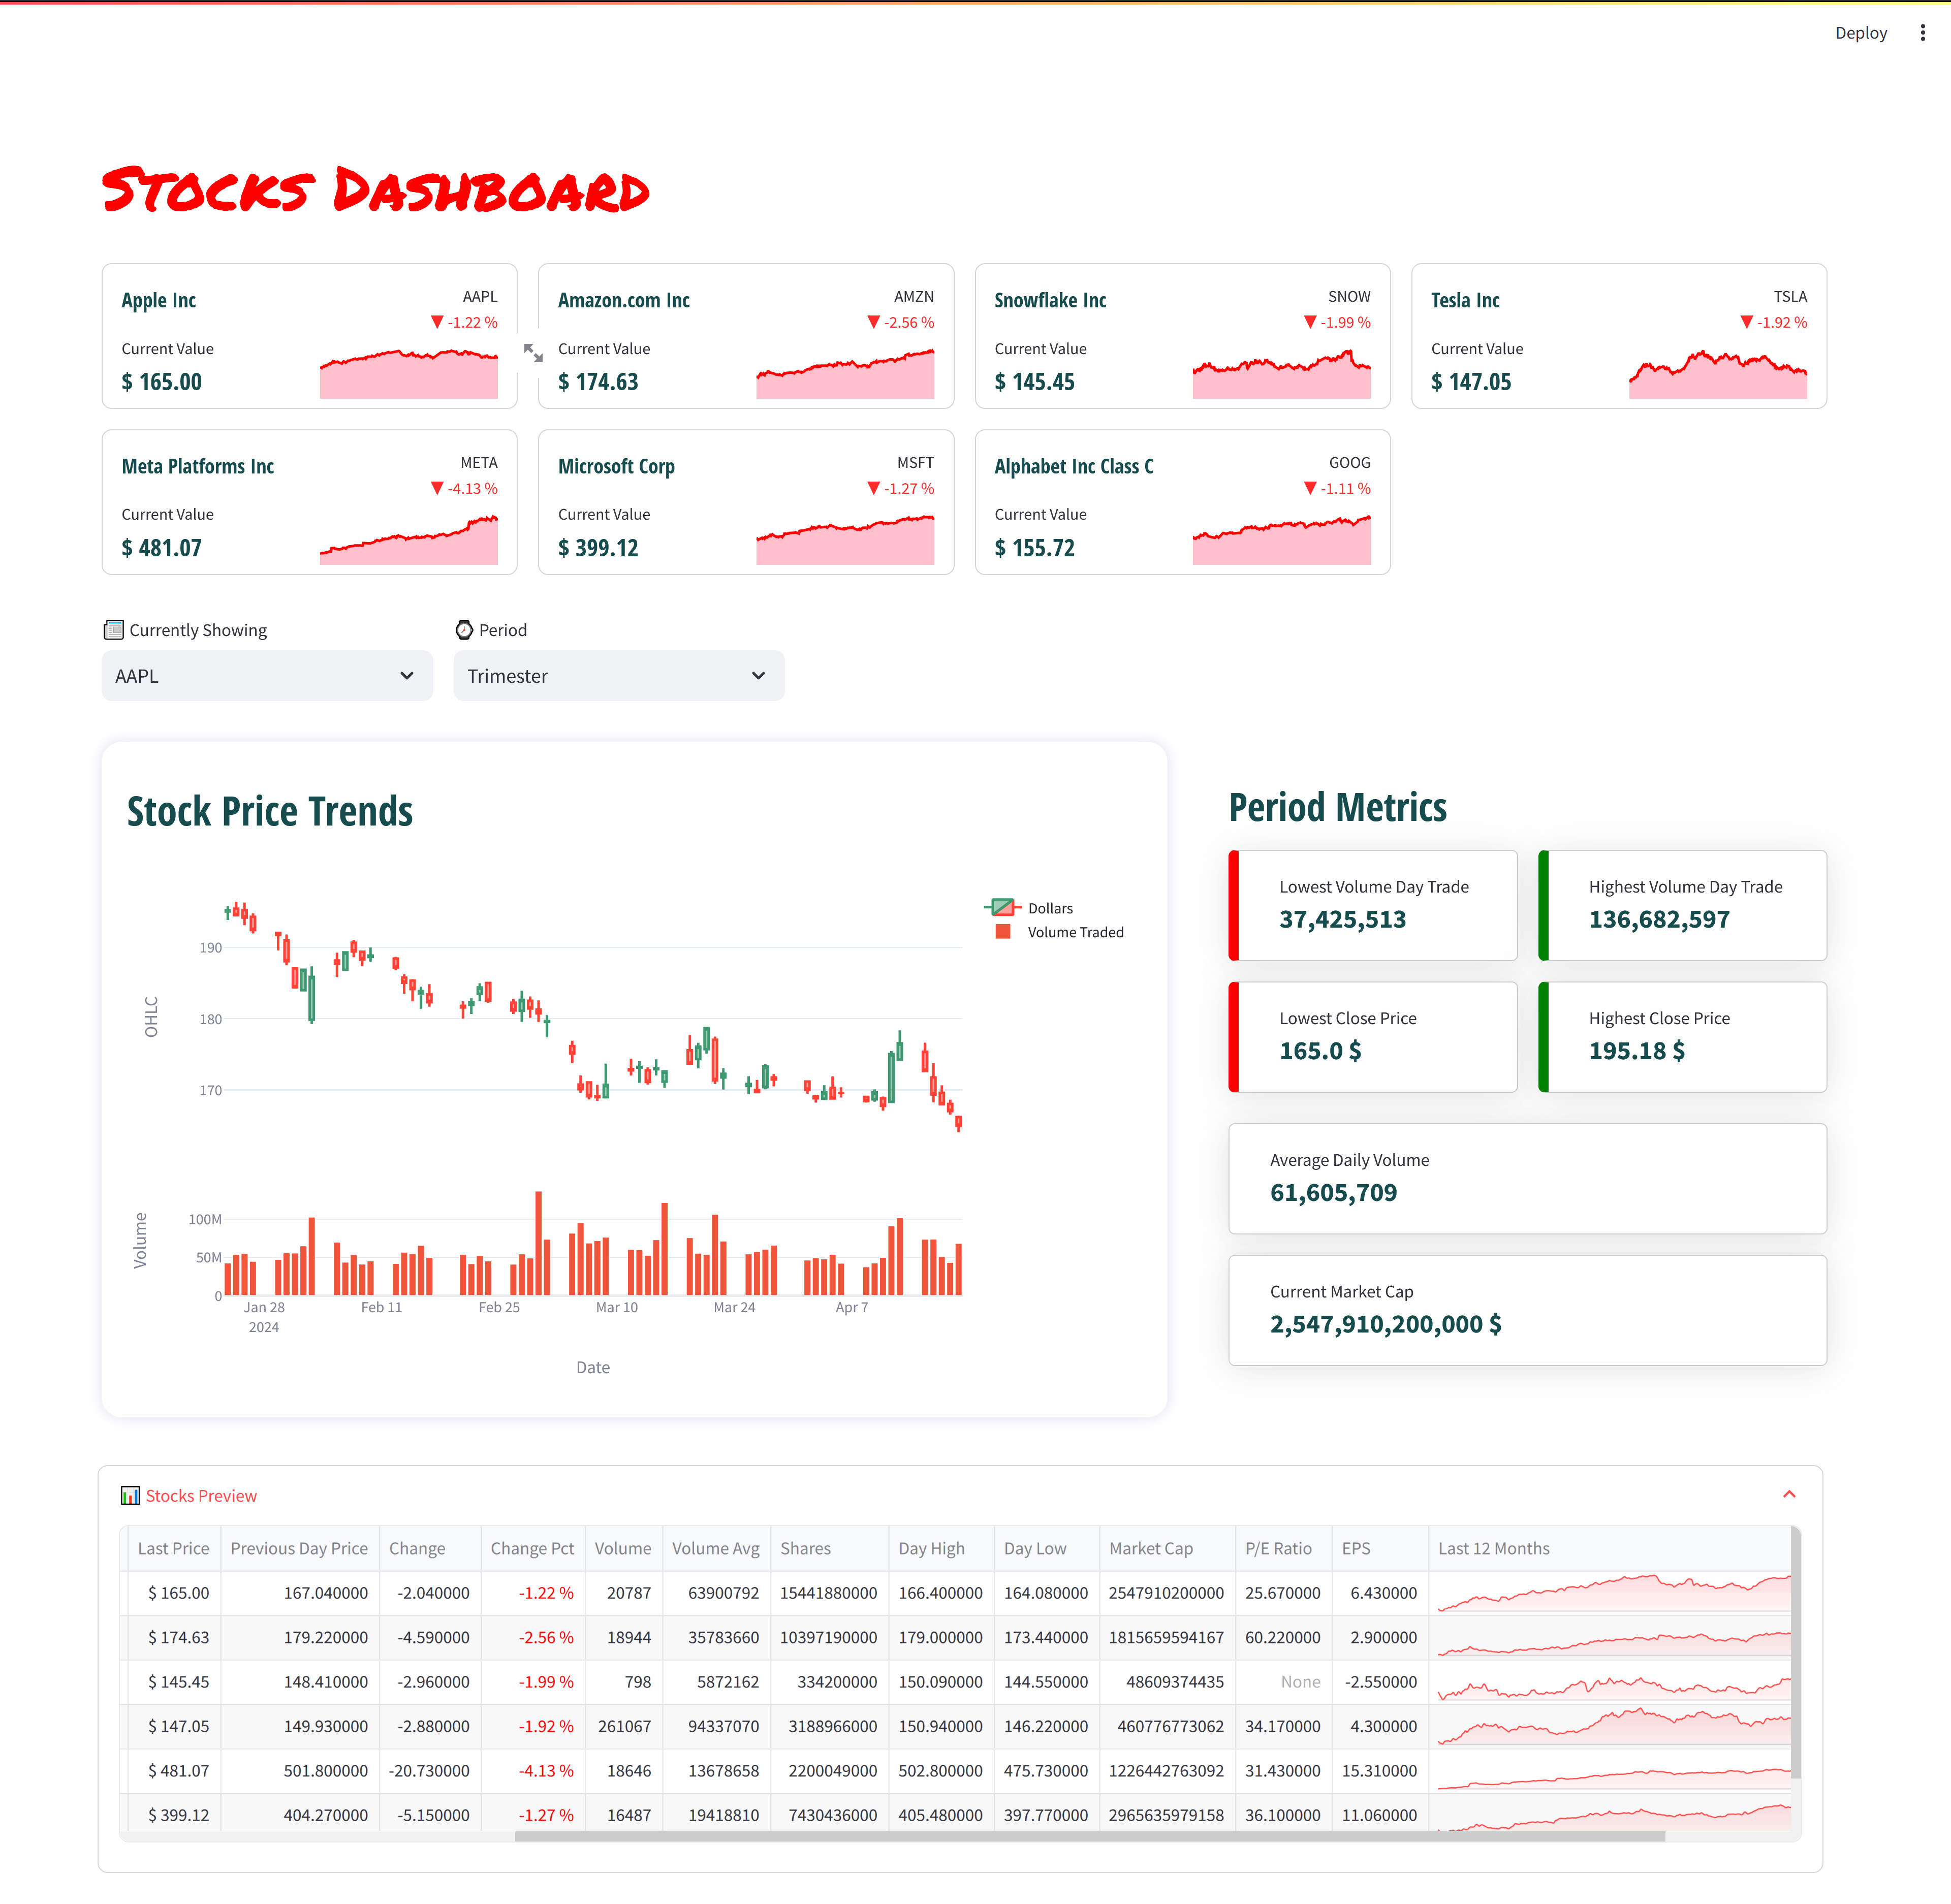 Deploy
Stocks Dashboard
Apple Inc
AAPL
-1.22 %
Current Value
$ 165.00
Amazon.com Inc
AMZN
-2.56 %
Current Value
$ 174.63
Snowflake Inc
SNOW
-1.99 %
Current Value
$ 145.45
Tesla Inc
TSLA
-1.92 %
Current Value
$ 147.05
Meta Platforms Inc
META
-4.13 %
Current Value
$ 481.07
Microsoft Corp
MSFT
-1.27 %
Current Value
$ 399.12
Alphabet Inc Class C
GOOG
-1.11 %
Current Value
$ 155.72
Currently Showing
AAPL
Period
Trimester
Stock Price Trends
OHLC
190
180
170
Dollars
Volume Traded
Volume
100M
50M
0
Jan 28
2024
Feb 11
Feb 25
Mar 10
Mar 24
Apr 7
Date
Period Metrics
Lowest Volume Day Trade
37,425,513
Highest Volume Day Trade
136,682,597
Lowest Close Price
165.0 $
Highest Close Price
195.18 $
Average Daily Volume
61,605,709
Current Market Cap
2,547,910,200,000 $
Stocks Preview
Last Price Previous Day Price Change Change Pct Volume Volume Avg Shares Day High Day Low Market Cap P/E Ratio EPS Last 12 Months
$ 165.00 167.040000 -2.040000 -1.22 % 20787 63900792 15441880000 166.400000 164.080000 2547910200000 25.670000 6.430000
$ 174.63 179.220000 -4.590000 -2.56 % 18944 35783660 10397190000 179.000000 173.440000 1815659594167 60.220000 2.900000
$ 145.45 148.410000 -2.960000 -1.99 % 798 5872162 334200000 150.090000 144.550000 48609374435 None -2.550000
$ 147.05 149.930000 -2.880000 -1.92 % 261067 94337070 3188966000 150.940000 146.220000 460776773062 34.170000 4.300000
$ 481.07 501.800000 -20.730000 -4.13 % 18646 13678658 2200049000 502.800000 475.730000 1226442763092 31.430000 15.310000
$ 399.12 404.270000 -5.150000 -1.27 % 16487 19418810 7430436000 405.480000 397.770000 2965635979158 36.100000 11.060000